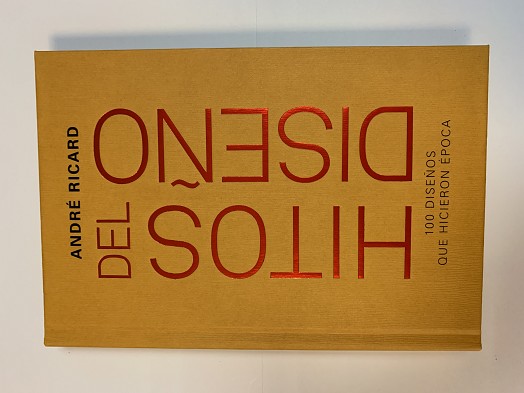 ANDRÉ RICARD
HITOS
DEL
DISEÑO
100 DISEÑOS
QUE HICIERON ÉPOCA